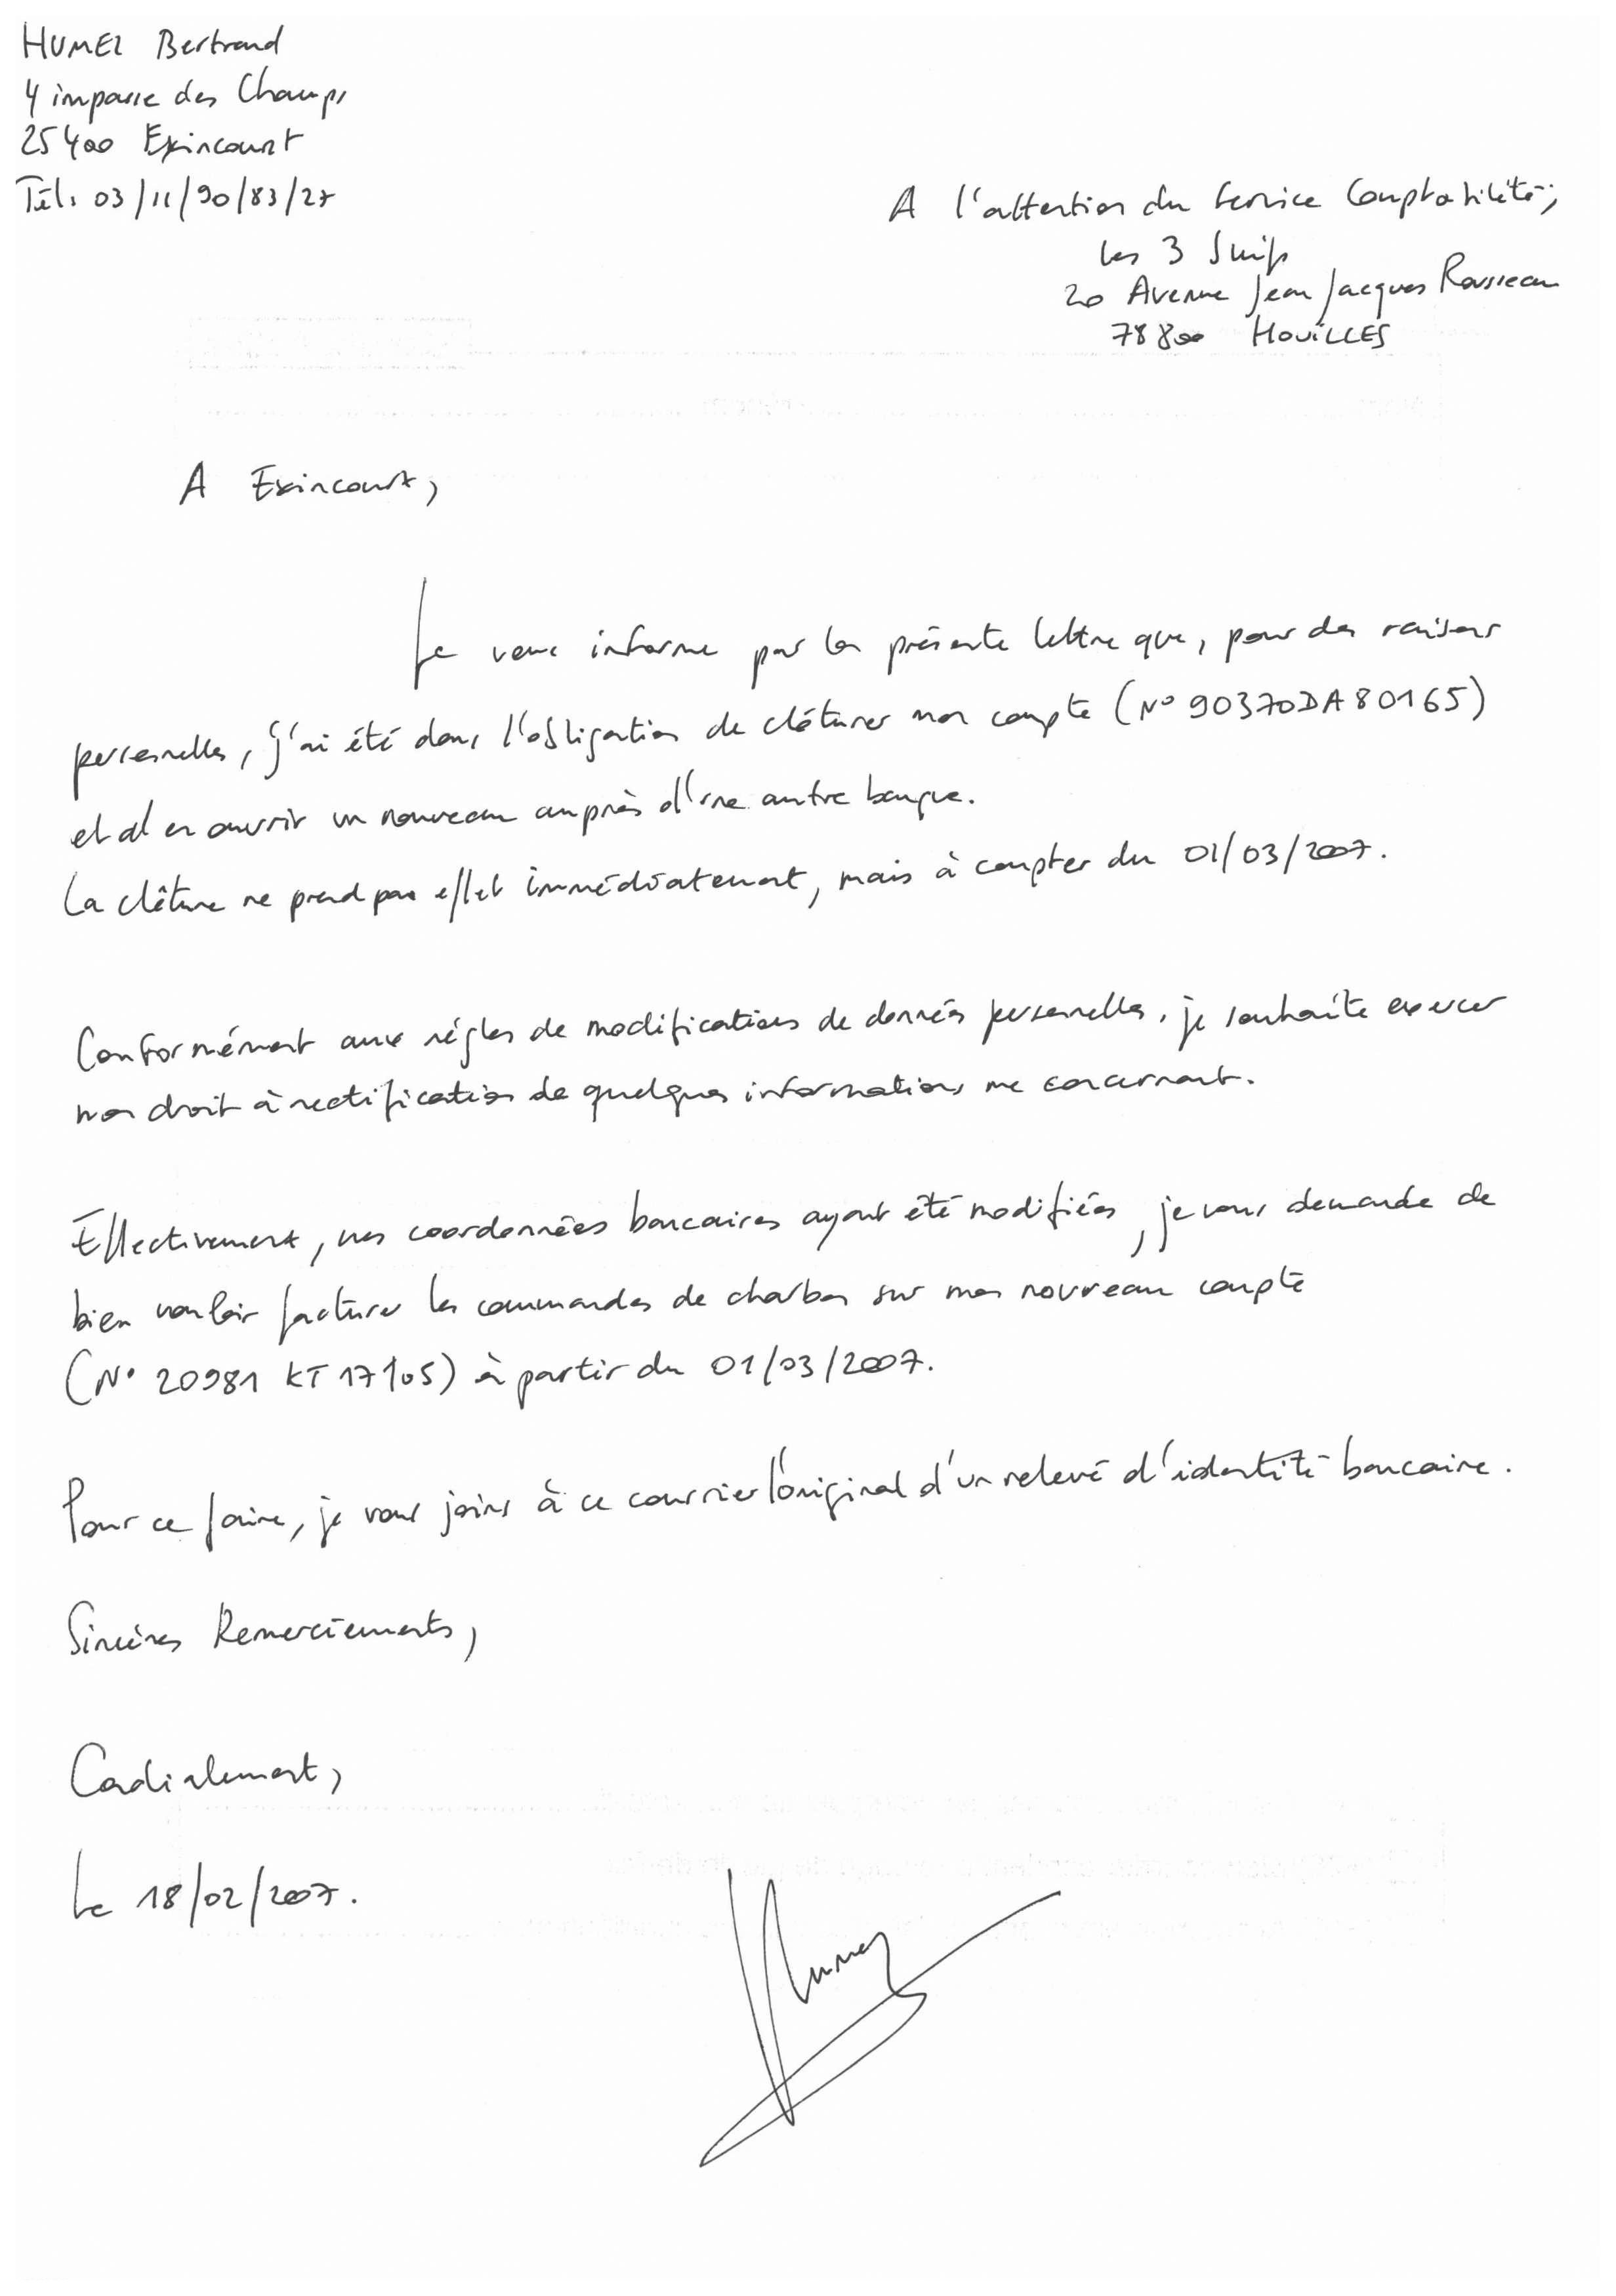 HUMEZ Bertrand
4 impasse des Champs
25400 Exincourt
Tél: 03/11/90/83/27
A l'attention du Service Comptabilité;
Les 3 Suiss
20 Avenue Jean Jacques Rousseau
78800 HOUILLES
A Exincourt,
Je vous informe par la présente lettre que, pour des raisons
personnelles, j'ai été dans l'obligation de clôturer mon compte (N° 90370DA80165)
et d'en ouvrir un nouveau auprès d'une autre banque.
La clôture ne prend pas effet immédiatement, mais à compter du 01/03/2007.
Conformément aux règles de modifications de données personnelles, je souhaite exercer
mon droit à rectification de quelques informations me concernant.
Effectivement, mes coordonnées bancaires ayant été modifiées, je vous demande de
bien vouloir facturer les commandes de charbon sur mon nouveau compte
(N° 20981 KT 17105) à partir du 01/03/2007.
Pour ce faire, je vous joins à ce courrier l'original d'un relevé d'identité bancaire.
Sincères Remerciements,
Cordialement,
Le 18/02/2007.
Humez